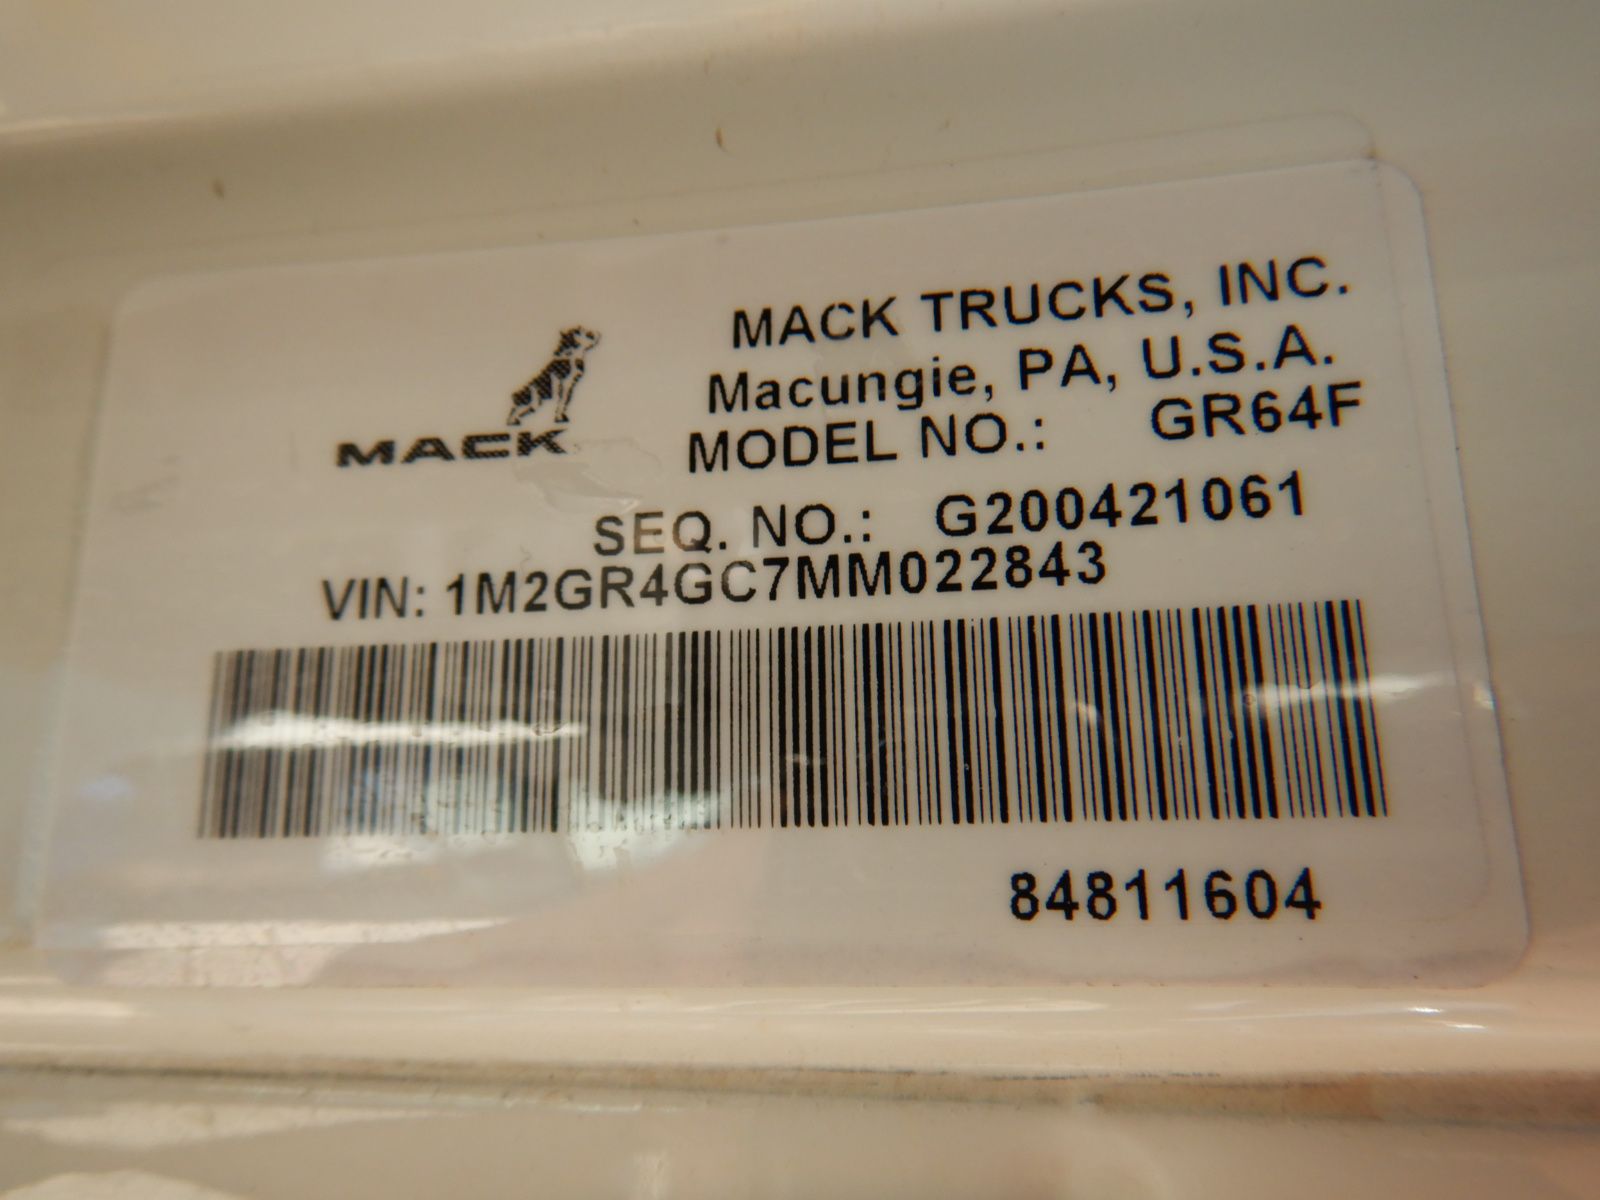 MACK
MACK TRUCKS, INC.
Macungie, PA, U.S.A.
MODEL NO.: GR64F
SEQ. NO.: G200421061
VIN: 1M2GR4GC7MM022843
84811604